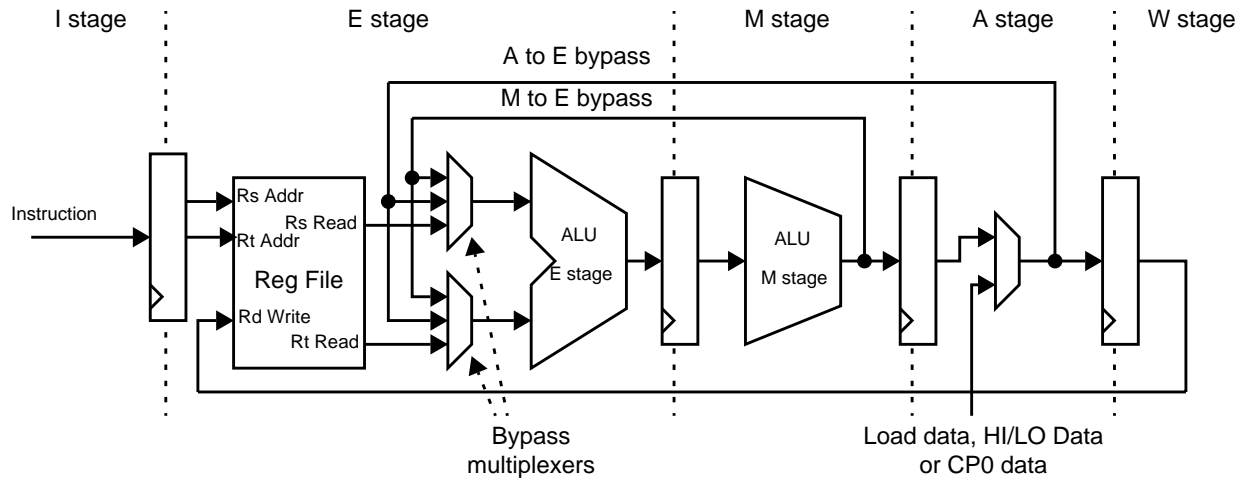 I stage
E stage
M stage
A stage
W stage
A to E bypass
M to E bypass
Instruction
Rs Addr
Rs Read
Rt Addr
Reg File
Rd Write
Rt Read
ALU
E stage
ALU
M stage
Bypass
multiplexers
Load data, HI/LO Data
or CP0 data